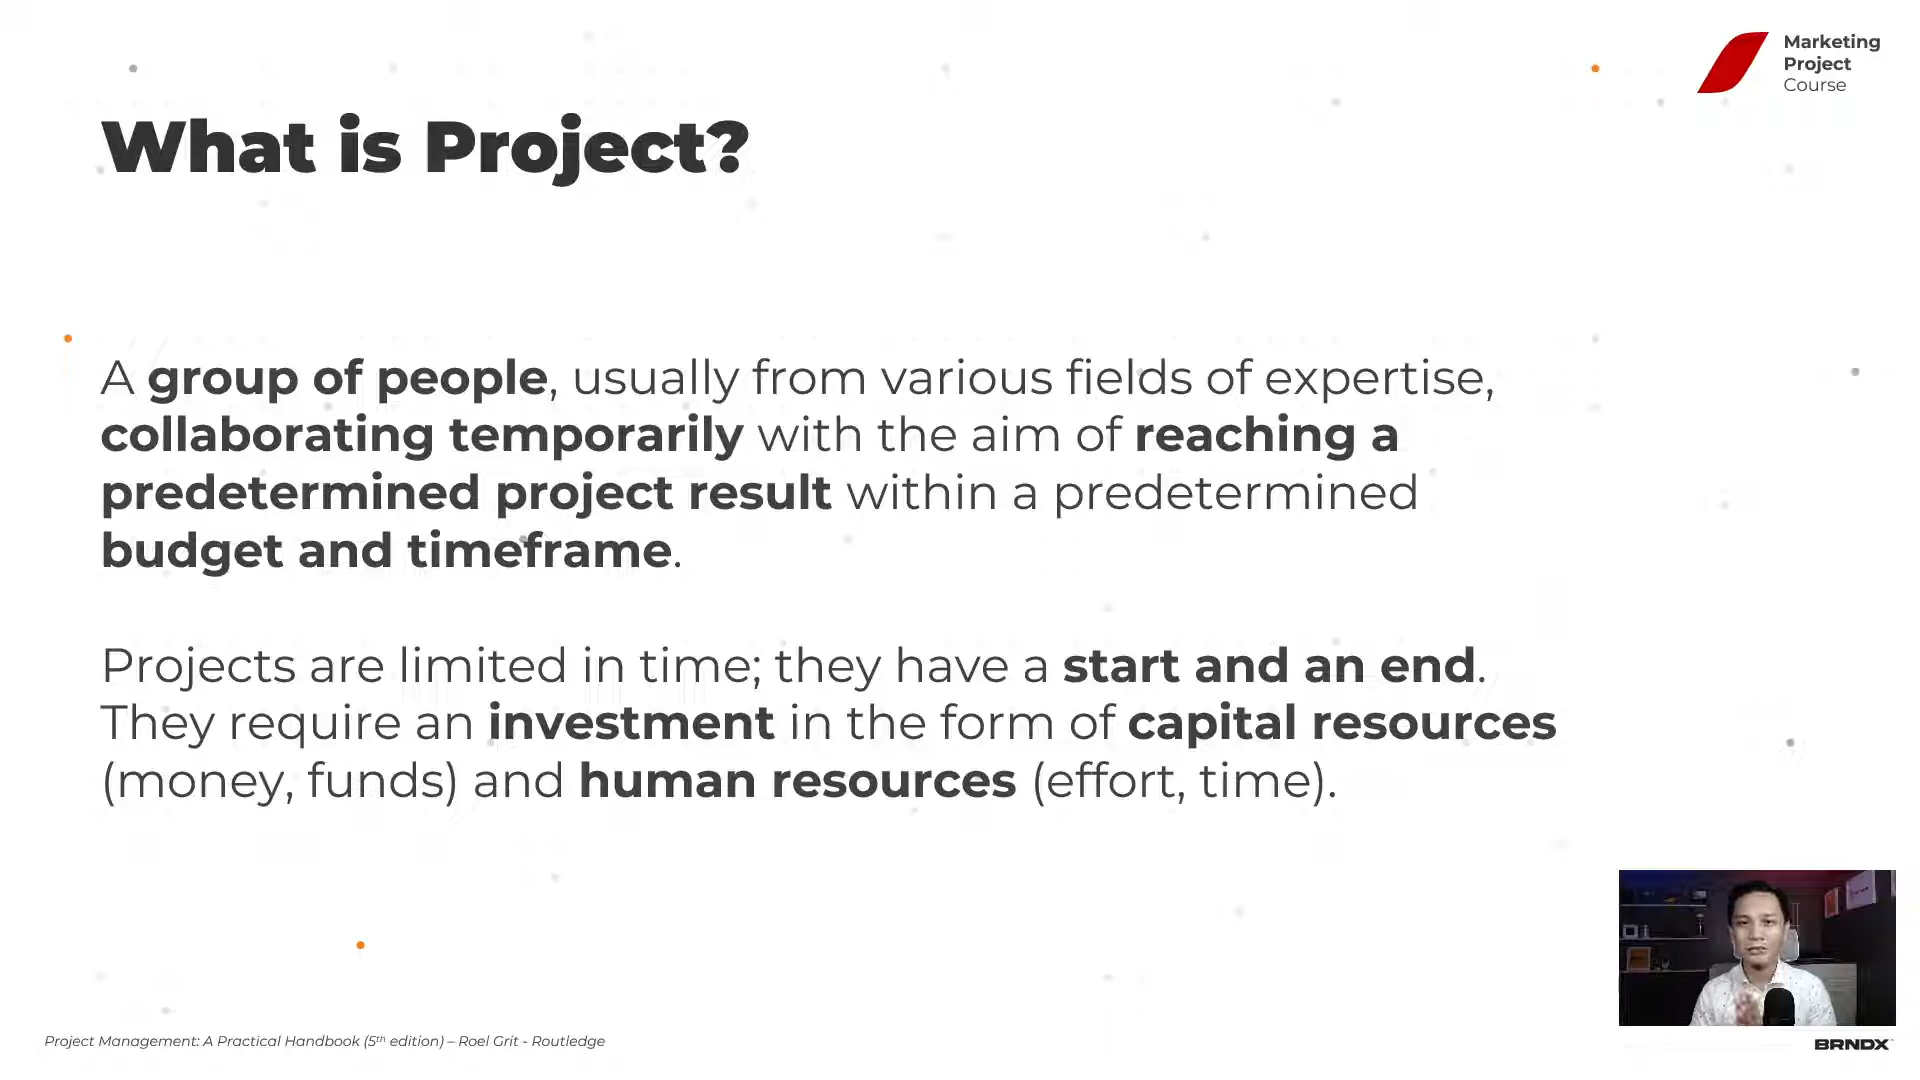 Marketing
Project
Course
What is Project?
A group of people, usually from various fields of expertise,
collaborating temporarily with the aim of reaching a
predetermined project result within a predetermined
budget and timeframe.
Projects are limited in time; they have a start and an end.
They require an investment in the form of capital resources
(money, funds) and human resources (effort, time).
Project Management: A Practical Handbook (5th edition) – Roel Grit - Routledge
BRNDX